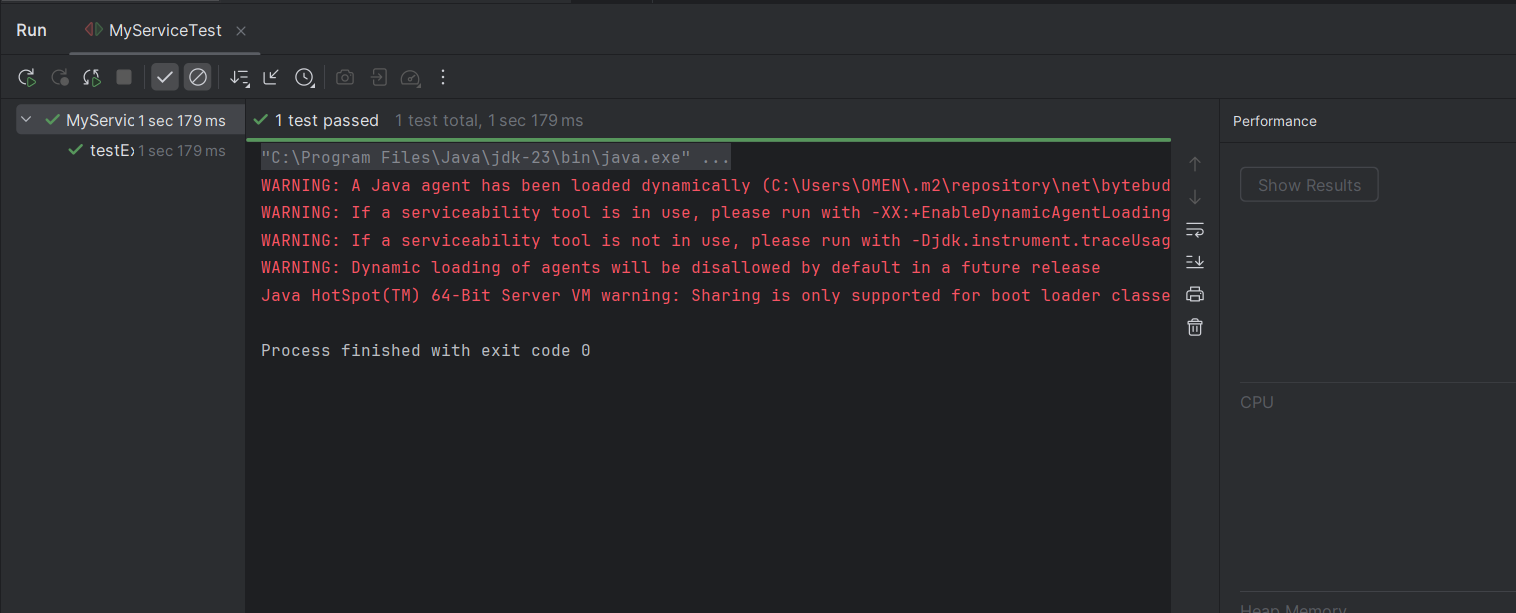 Run
MyServiceTest
MyServic 1 sec 179 ms
testEx 1 sec 179 ms
1 test passed 1 test total, 1 sec 179 ms
"C:\Program Files\Java\jdk-23\bin\java.exe" ...
WARNING: A Java agent has been loaded dynamically (C:\Users\OMEN\.m2\repository\net\bytebud
WARNING: If a serviceability tool is in use, please run with -XX:+EnableDynamicAgentLoading
WARNING: If a serviceability tool is not in use, please run with -Djdk.instrument.traceUsag
WARNING: Dynamic loading of agents will be disallowed by default in a future release
Java HotSpot(TM) 64-Bit Server VM warning: Sharing is only supported for boot loader classe
Process finished with exit code 0
Performance
Show Results
CPU
Heap Memory